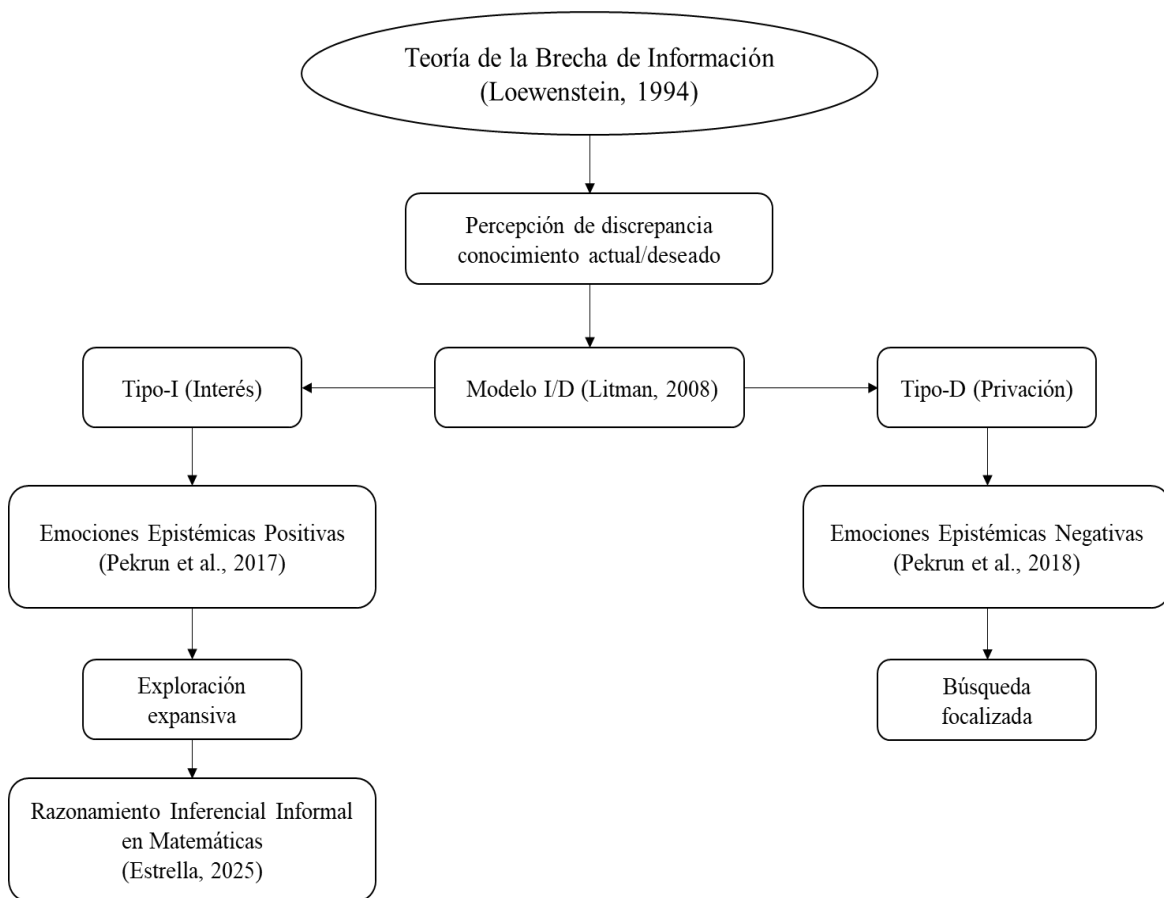 Teoría de la Brecha de Información
(Loewenstein, 1994)
Percepción de discrepancia
conocimiento actual/deseado
Tipo-I (Interés)
Modelo I/D (Litman, 2008)
Tipo-D (Privación)
Emociones Epistémicas Positivas
(Pekrun et al., 2017)
Emociones Epistémicas Negativas
(Pekrun et al., 2018)
Exploración
expansiva
Búsqueda
focalizada
Razonamiento Inferencial Informal
en Matemáticas
(Estrella, 2025)